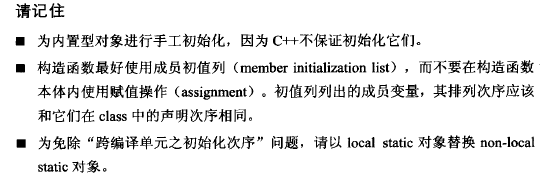 请记住
■ 为内置型对象进行手工初始化，因为 C++不保证初始化它们。
■ 构造函数最好使用成员初值列（member initialization list），而不要在构造函数
本体内使用赋值操作（assignment）。初值列列出的成员变量，其排列次序应该
和它们在 class 中的声明次序相同。
■ 为免除“跨编译单元之初始化次序”问题，请以 local static 对象替换 non-local
static 对象。